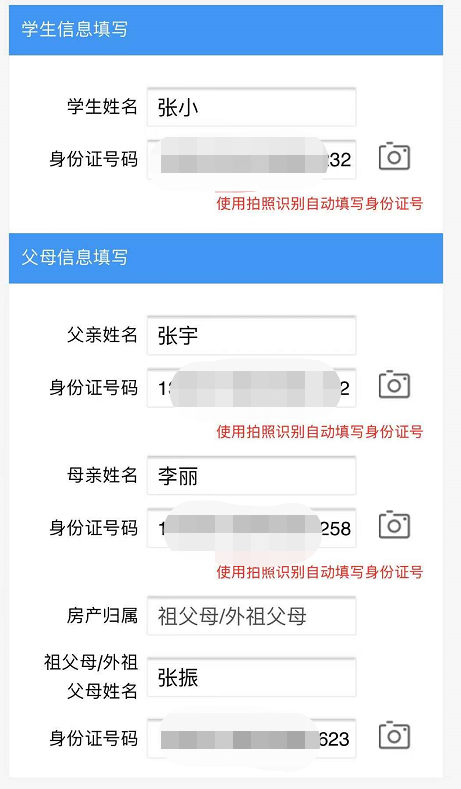 学生信息填写
学生姓名 张小
身份证号码 32
使用拍照识别自动填写身份证号
父母信息填写
父亲姓名 张宇
身份证号码 1 2
使用拍照识别自动填写身份证号
母亲姓名 李丽
身份证号码 1 258
使用拍照识别自动填写身份证号
房产归属 祖父母/外祖父母
祖父母/外祖
父母姓名 张振
身份证号码 623